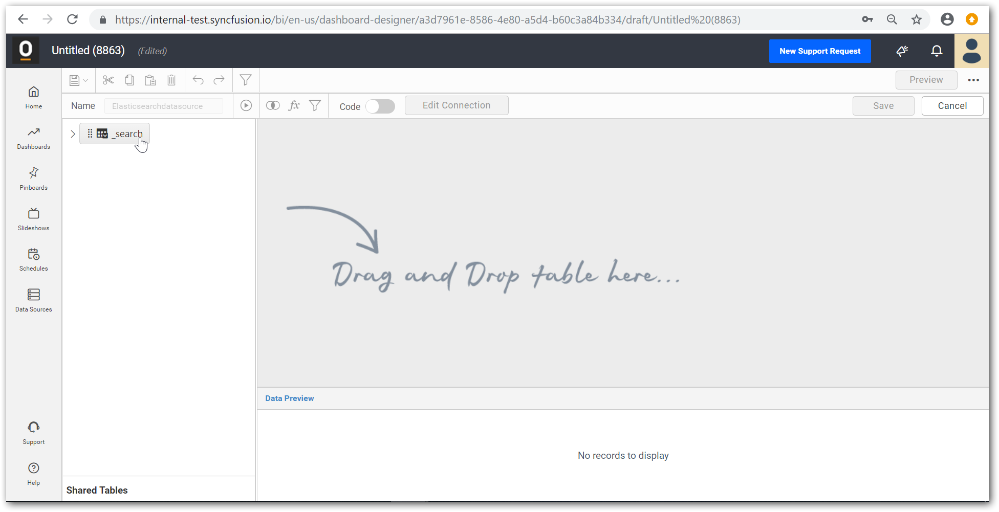 https://internal-test.syncfusion.io/bi/en-us/dashboard-designer/a3d7961e-8586-4e80-a5d4-b60c3a84b334/draft/Untitled%20(8863)
Untitled (8863) (Edited)
New Support Request
Preview
Name Elasticsearchdatasource
fx
Code
Edit Connection
Save
Cancel
Home
Dashboards
Pinboards
Slideshows
Schedules
Data Sources
Support
Help
_search
Shared Tables
Drag and Drop table here...
Data Preview
No records to display